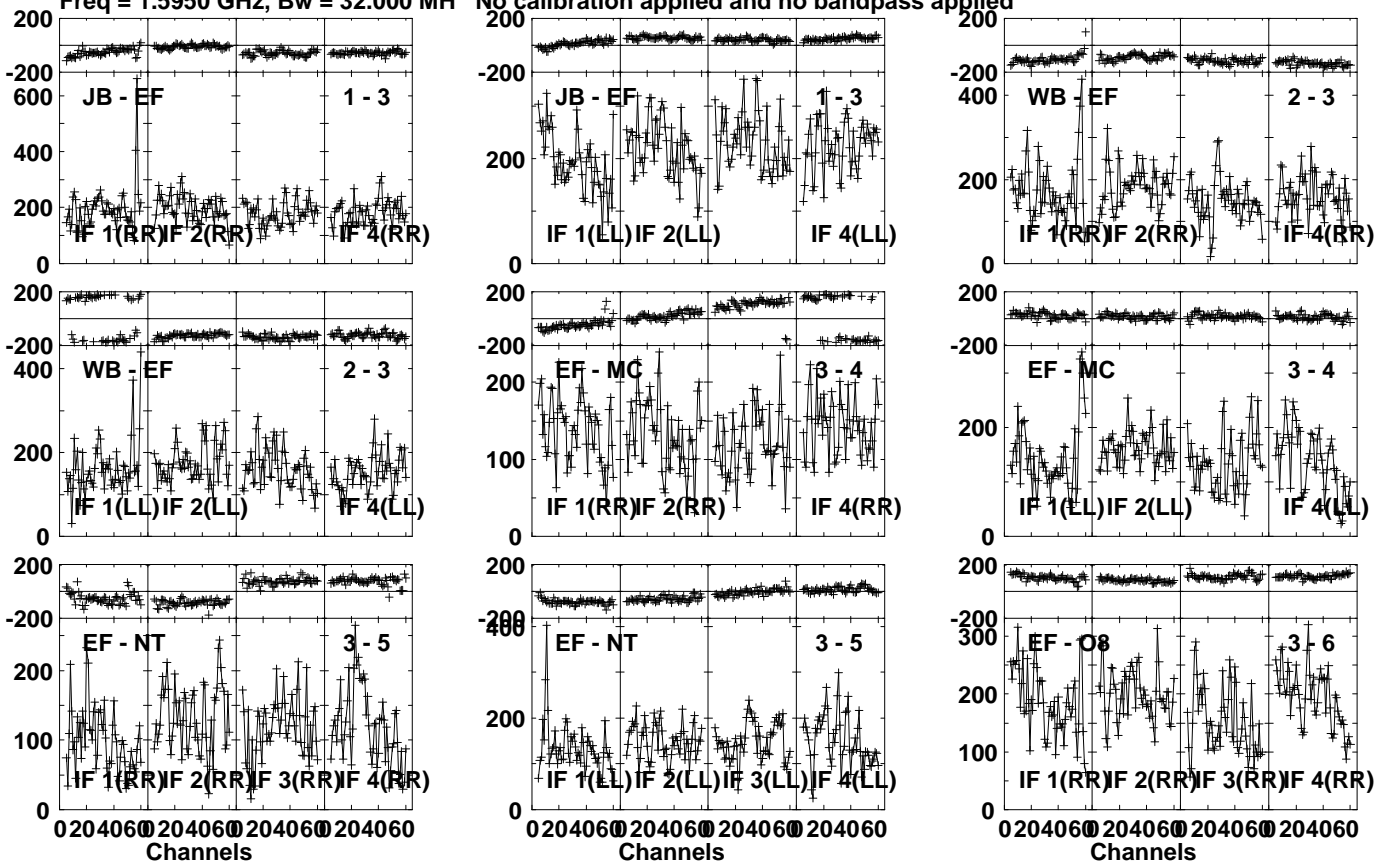 Freq = 1.5950 GHz, Bw = 32.000 MH No calibration applied and no bandpass applied
200
-200
600
400
200
0
JB - EF 1 - 3
IF 1(RR) IF 2(RR) IF 4(RR)
200
-200
200
0
JB - EF 1 - 3
IF 1(LL) IF 2(LL) IF 4(LL)
200
-200
400
200
0
WB - EF 2 - 3
IF 1(RR) IF 2(RR) IF 4(RR)
200
-200
400
200
0
WB - EF 2 - 3
IF 1(LL) IF 2(LL) IF 4(LL)
200
-200
200
100
0
EF - MC 3 - 4
IF 1(RR) IF 2(RR) IF 4(RR)
200
-200
200
0
EF - MC 3 - 4
IF 1(LL) IF 2(LL) IF 4(LL)
200
-200
200
100
0
EF - NT 3 - 5
IF 1(RR) IF 2(RR) IF 3(RR) IF 4(RR)
0 20 40 60 0 20 40 60 0 20 40 60 0 20 40 60
Channels
200
-200
400
200
0
EF - NT 3 - 5
IF 1(LL) IF 2(LL) IF 3(LL) IF 4(LL)
0 20 40 60 0 20 40 60 0 20 40 60 0 20 40 60
Channels
200
-200
300
200
100
0
EF - O8 3 - 6
IF 1(RR) IF 2(RR) IF 3(RR) IF 4(RR)
0 20 40 60 0 20 40 60 0 20 40 60 0 20 40 60
Channels